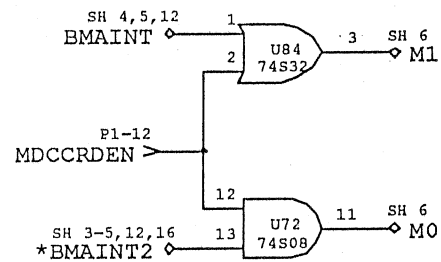 SH 4,5,12
BMAINT
1
2
U84
74S32
3
SH 6
M1
P1-12
MDCCRDEN
12
13
U72
74S08
11
SH 6
M0
SH 3-5,12,16
*BMAINT2